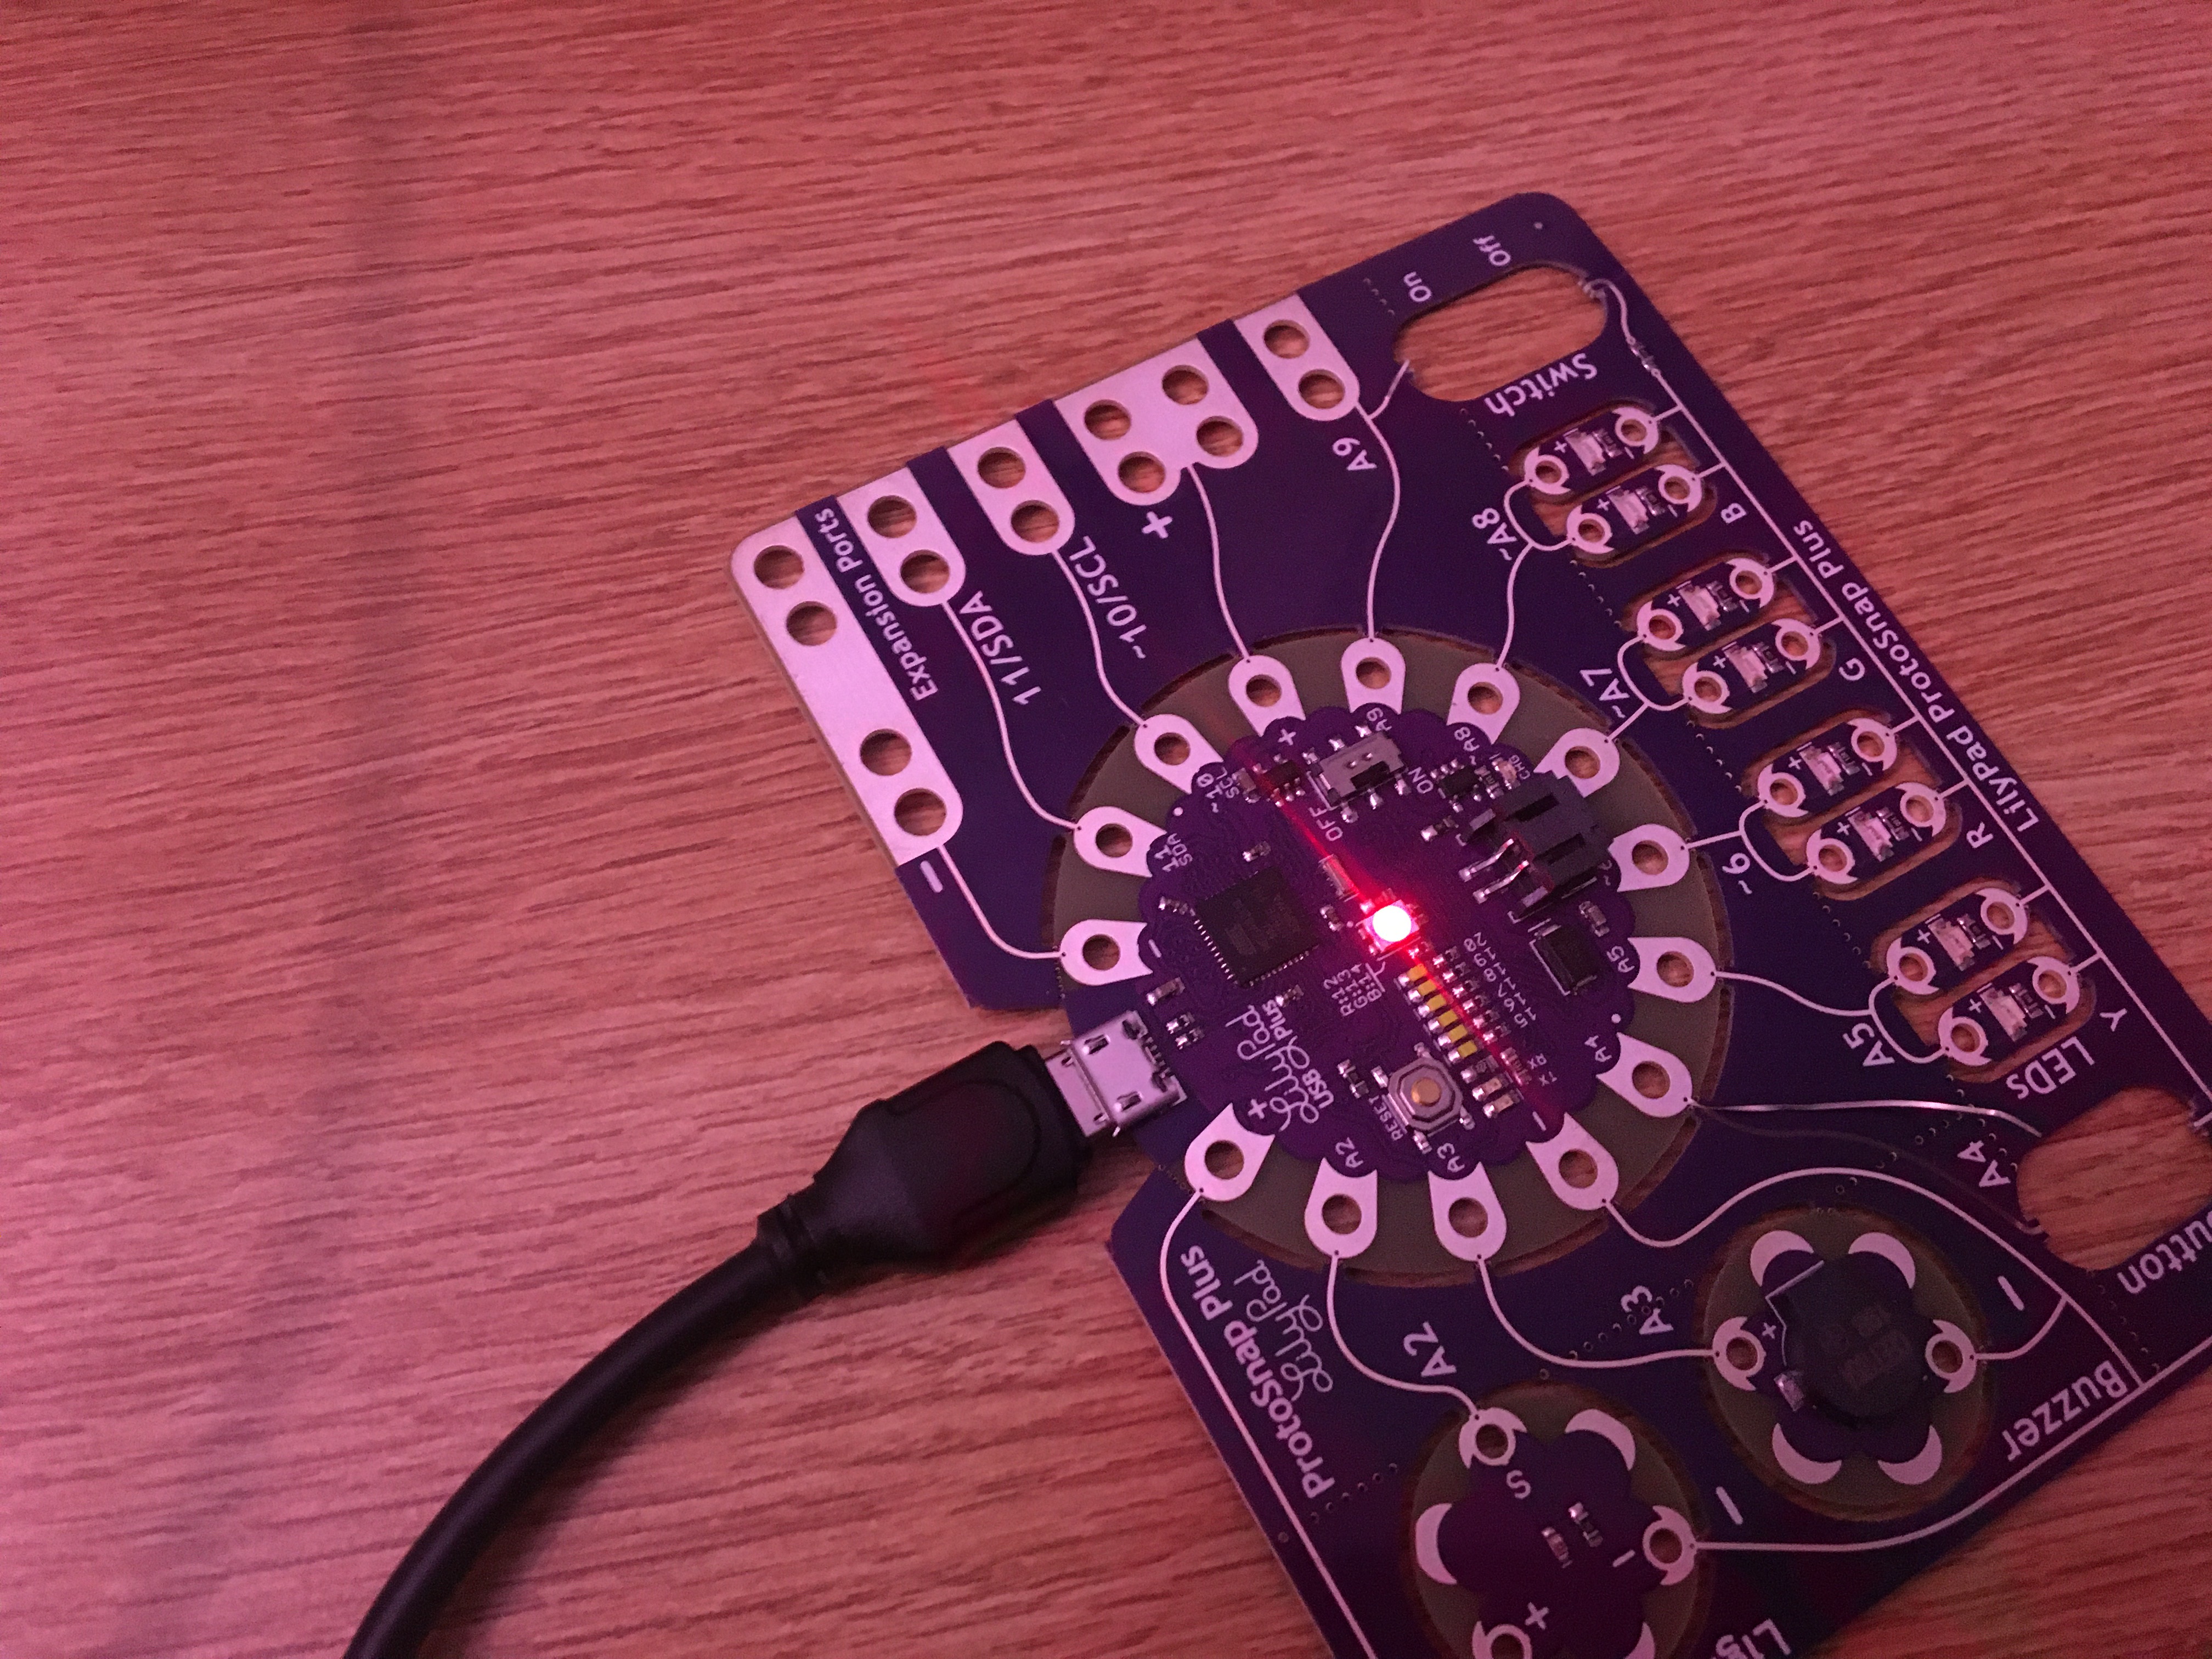 Expansion Ports
−
11/SDA
~10/SCL
+
A9
On
Off
Switch
ProtoSnap Plus
LilyPad
A2
A3
A4
A5
~6
~A7
~A8
−
11
SDA
~10
SCL
+
OFF
A9
ON
~A8
CHG
+
LilyPad
USB Plus
A2
R:12
G:13
B:14
RESET
A3
−
TX
RX
15
16
17
18
19
20
A4
A5
+
S
−
−
+
−
Buzzer
LEDs
Y
R
G
B
LilyPad ProtoSnap Plus